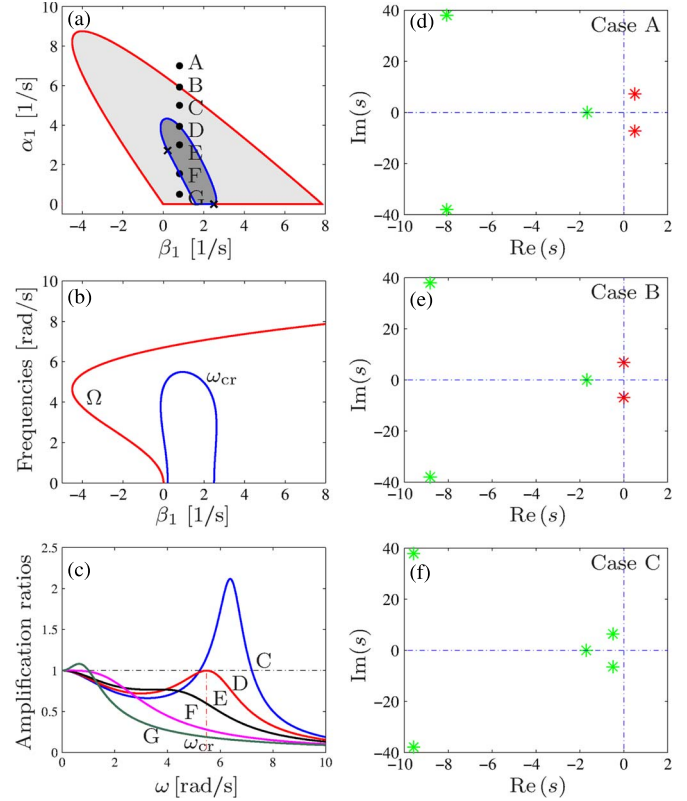 (a)
A
B
C
D
E
F
G
α₁ [1/s]
10
8
6
4
2
0
−4 −2 0 2 4 6 8
β₁ [1/s]
(b)
Ω
ω_cr
Frequencies [rad/s]
10
8
6
4
2
0
−4 −2 0 2 4 6 8
β₁ [1/s]
(c)
C
D
E
F
G
ω_cr
Amplification ratios
2.5
2
1.5
1
0.5
0
0 2 4 6 8 10
ω [rad/s]
(d)
Case A
Im(s)
40
20
0
−20
−40
−10 −8 −6 −4 −2 0 2
Re (s)
(e)
Case B
Im(s)
40
20
0
−20
−40
−10 −8 −6 −4 −2 0 2
Re (s)
(f)
Case C
Im(s)
40
20
0
−20
−40
−10 −8 −6 −4 −2 0 2
Re (s)